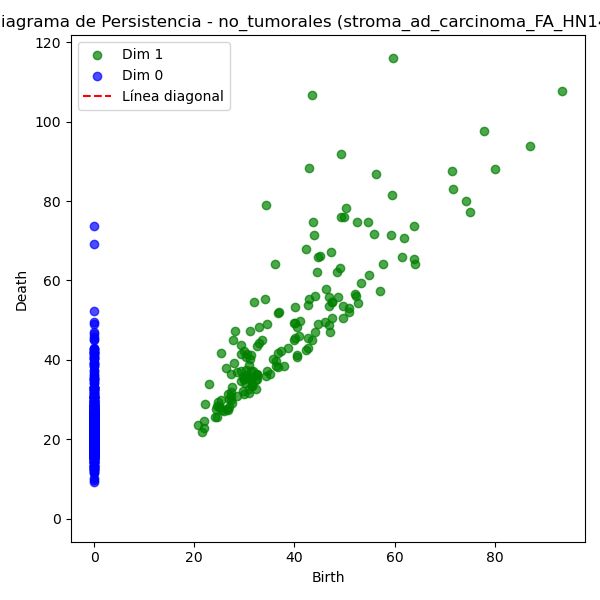 iagrama de Persistencia - no_tumorales (stroma_ad_carcinoma_FA_HN14
Dim 1
Dim 0
Línea diagonal
Death
120
100
80
60
40
20
0
0 20 40 60 80
Birth